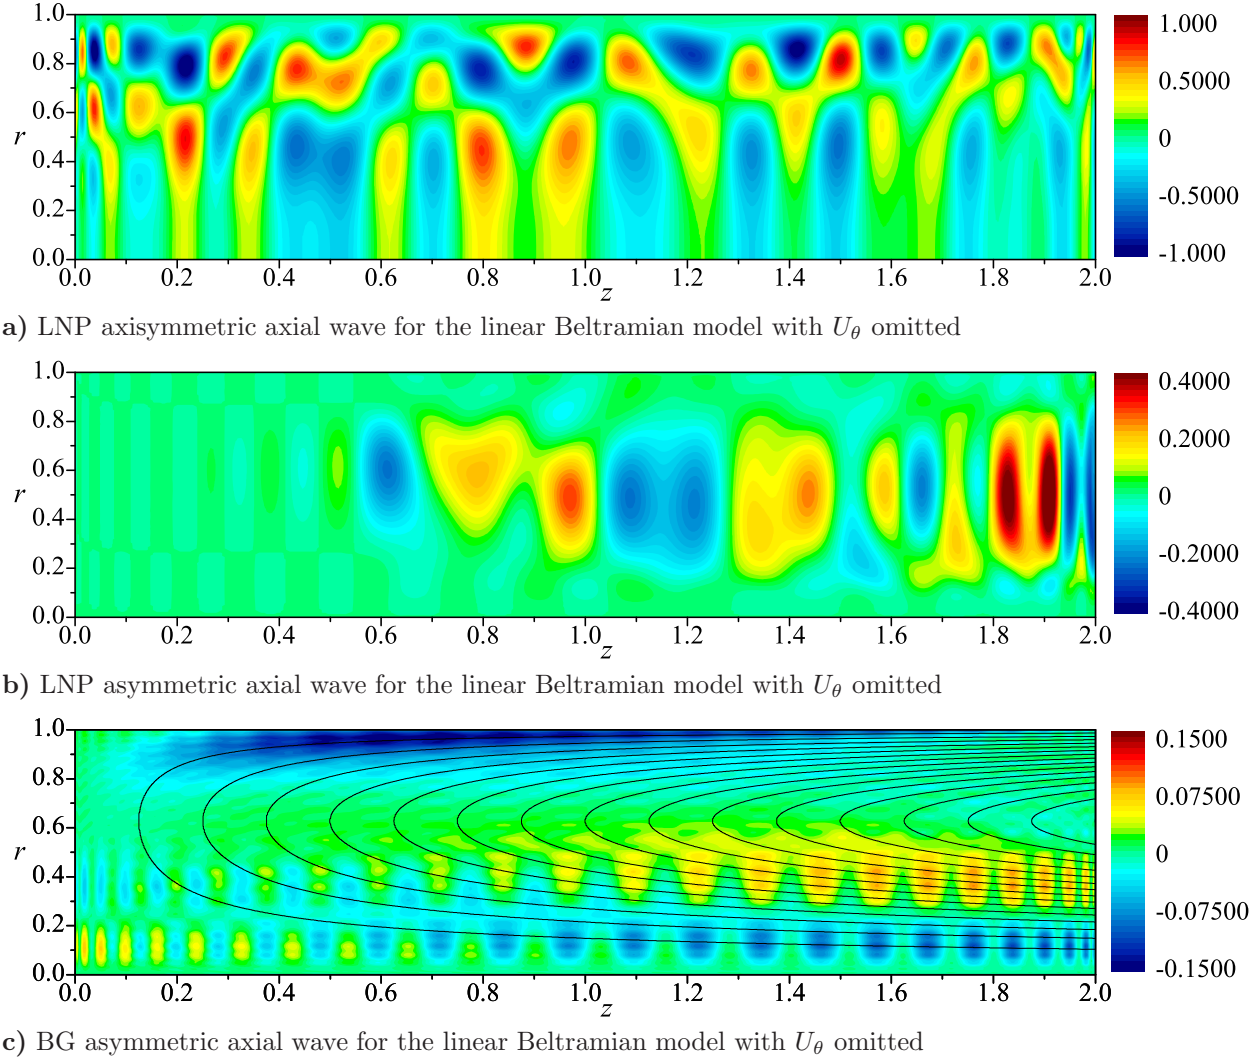 1.0
0.8
0.6
r
0.4
0.2
0.0
0.0 0.2 0.4 0.6 0.8 1.0 1.2 1.4 1.6 1.8 2.0
z
1.000
0.5000
0
-0.5000
-1.000
a) LNP axisymmetric axial wave for the linear Beltramian model with Uθ omitted
1.0
0.8
0.6
r
0.4
0.2
0.0
0.0 0.2 0.4 0.6 0.8 1.0 1.2 1.4 1.6 1.8 2.0
z
0.4000
0.2000
0
-0.2000
-0.4000
b) LNP asymmetric axial wave for the linear Beltramian model with Uθ omitted
1.0
0.8
0.6
r
0.4
0.2
0.0
0.0 0.2 0.4 0.6 0.8 1.0 1.2 1.4 1.6 1.8 2.0
z
0.1500
0.07500
0
-0.07500
-0.1500
c) BG asymmetric axial wave for the linear Beltramian model with Uθ omitted